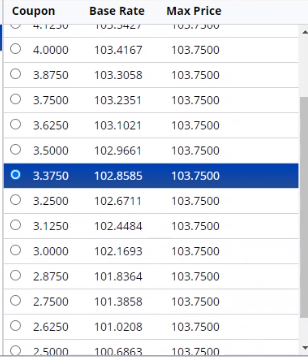 Coupon Base Rate Max Price
4.1250 103.5427 103.7500
4.0000 103.4167 103.7500
3.8750 103.3058 103.7500
3.7500 103.2351 103.7500
3.6250 103.1021 103.7500
3.5000 102.9661 103.7500
3.3750 102.8585 103.7500
3.2500 102.6711 103.7500
3.1250 102.4484 103.7500
3.0000 102.1693 103.7500
2.8750 101.8364 103.7500
2.7500 101.3858 103.7500
2.6250 101.0208 103.7500
2.5000 100.6863 103.7500